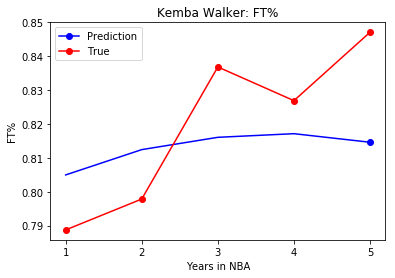 Kemba Walker: FT%
Prediction
True
FT%
0.85
0.84
0.83
0.82
0.81
0.80
0.79
1 2 3 4 5
Years in NBA